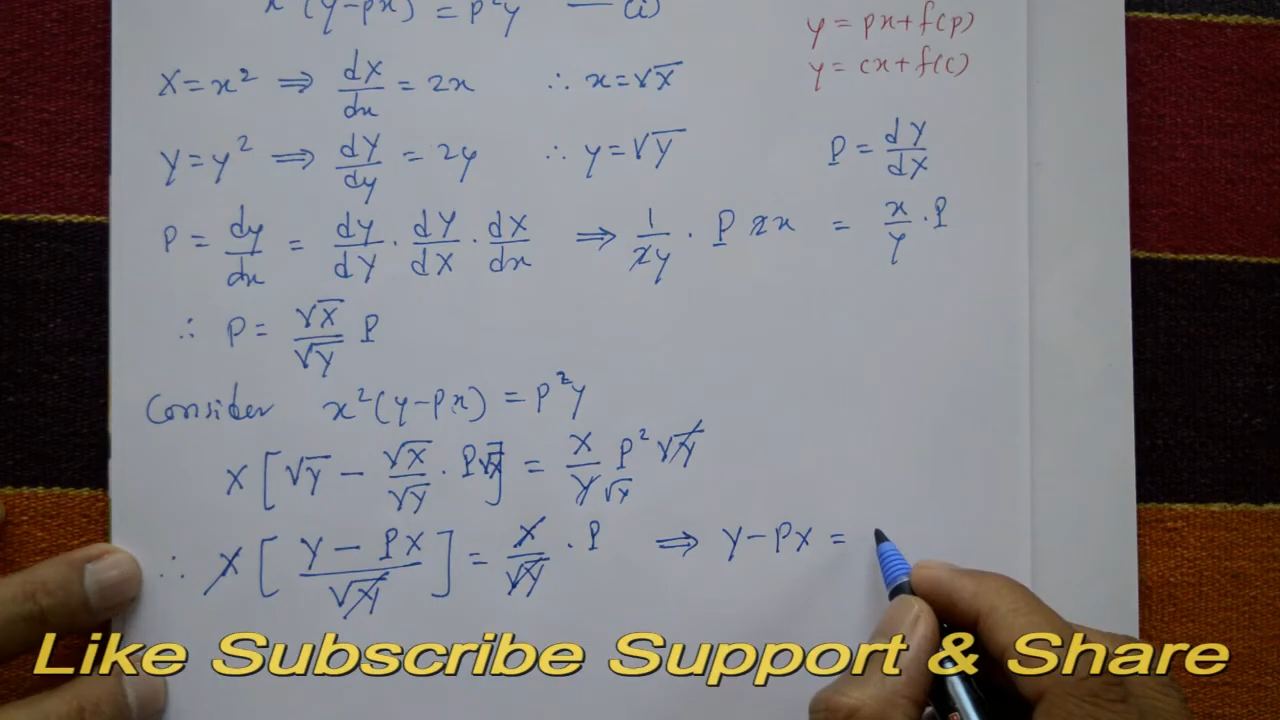 x²(y-px) = p²y — (i)
y = px+f(p)
y = cx+f(c)
X=x² ⇒ dX/dx = 2x ∴ x=√X
Y=y² ⇒ dY/dy = 2y ∴ y=√Y
P = dY/dX
p = dy/dx = dy/dY · dY/dX · dX/dx ⇒ 1/2y · P 2x = x/y · P
∴ p = √X/√Y P
Consider x²(y-px) = p²y
X[√Y - √X/√Y · P√X] = X/Y P² √Y
√Y
∴ X[Y - PX/√Y] = X/√Y · P ⇒ Y-PX =
Like Subscribe Support & Share